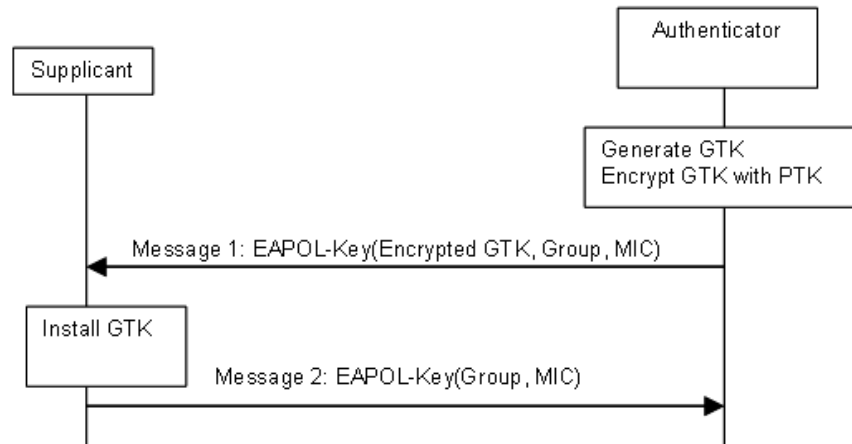 Authenticator
Supplicant
Generate GTK
Encrypt GTK with PTK
Message 1: EAPOL-Key(Encrypted GTK, Group, MIC)
Install GTK
Message 2: EAPOL-Key(Group, MIC)